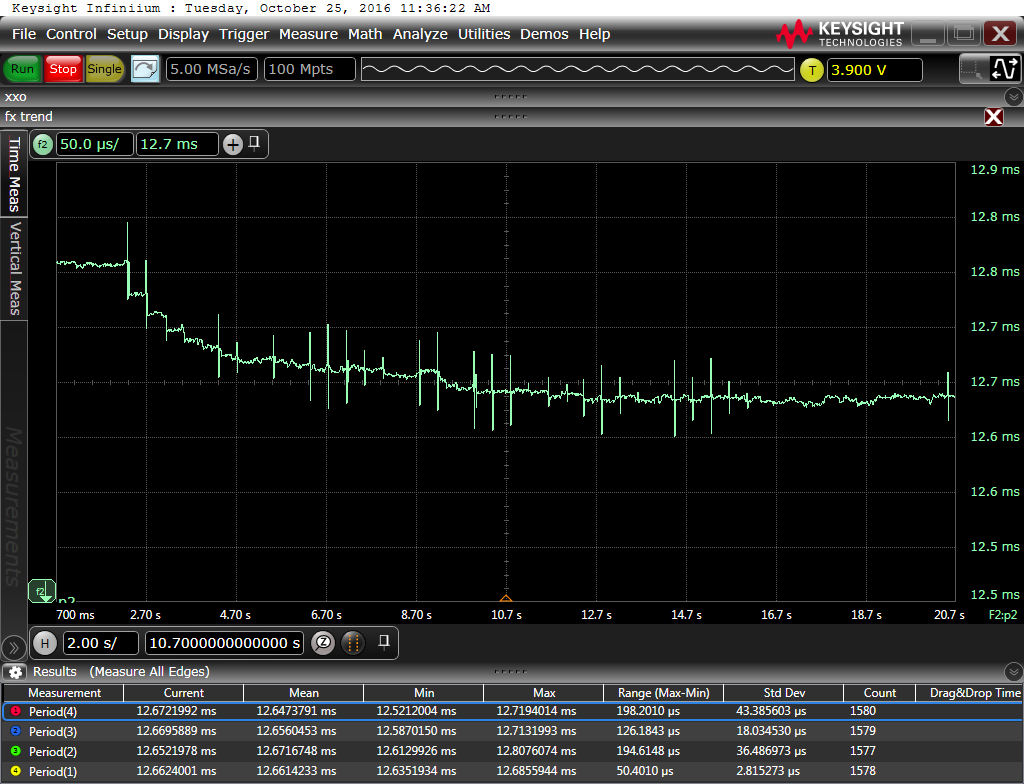 Keysight Infiniium : Tuesday, October 25, 2016 11:36:22 AM
File Control Setup Display Trigger Measure Math Analyze Utilities Demos Help
KEYSIGHT TECHNOLOGIES
Run Stop Single 5.00 MSa/s 100 Mpts T 3.900 V
xxo
fx trend
f2 50.0 µs/ 12.7 ms
Time Meas
Vertical Meas
Measurements
12.9 ms
12.8 ms
12.8 ms
12.7 ms
12.7 ms
12.6 ms
12.6 ms
12.5 ms
12.5 ms
f2
700 ms 2.70 s 4.70 s 6.70 s 8.70 s 10.7 s 12.7 s 14.7 s 16.7 s 18.7 s 20.7 s F2:p2
H 2.00 s/ 10.7000000000000 s
Results (Measure All Edges)
Measurement Current Mean Min Max Range (Max-Min) Std Dev Count Drag&Drop Time
Period(4) 12.6721992 ms 12.6473791 ms 12.5212004 ms 12.7194014 ms 198.2010 µs 43.385603 µs 1580
Period(3) 12.6695889 ms 12.6560453 ms 12.5870150 ms 12.7131993 ms 126.1843 µs 18.034530 µs 1579
Period(2) 12.6521978 ms 12.6716748 ms 12.6129926 ms 12.8076074 ms 194.6148 µs 36.486973 µs 1577
Period(1) 12.6624001 ms 12.6614233 ms 12.6351934 ms 12.6855944 ms 50.4010 µs 2.815273 µs 1578